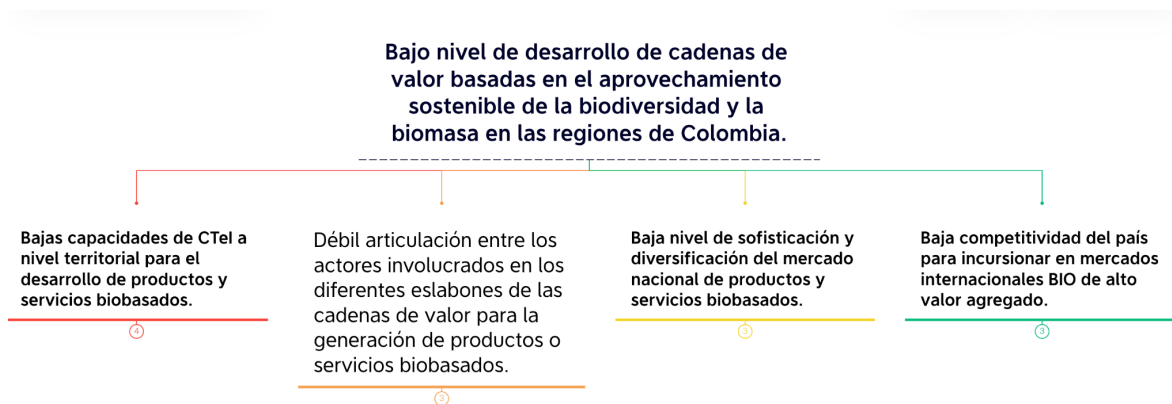 Bajo nivel de desarrollo de cadenas de
valor basadas en el aprovechamiento
sostenible de la biodiversidad y la
biomasa en las regiones de Colombia.
Bajas capacidades de CTeI a
nivel territorial para el
desarrollo de productos y
servicios biobasados.
4
Débil articulación entre los
actores involucrados en los
diferentes eslabones de las
cadenas de valor para la
generación de productos o
servicios biobasados.
3
Baja nivel de sofisticación y
diversificación del mercado
nacional de productos y
servicios biobasados.
3
Baja competitividad del país
para incursionar en mercados
internacionales BIO de alto
valor agregado.
3